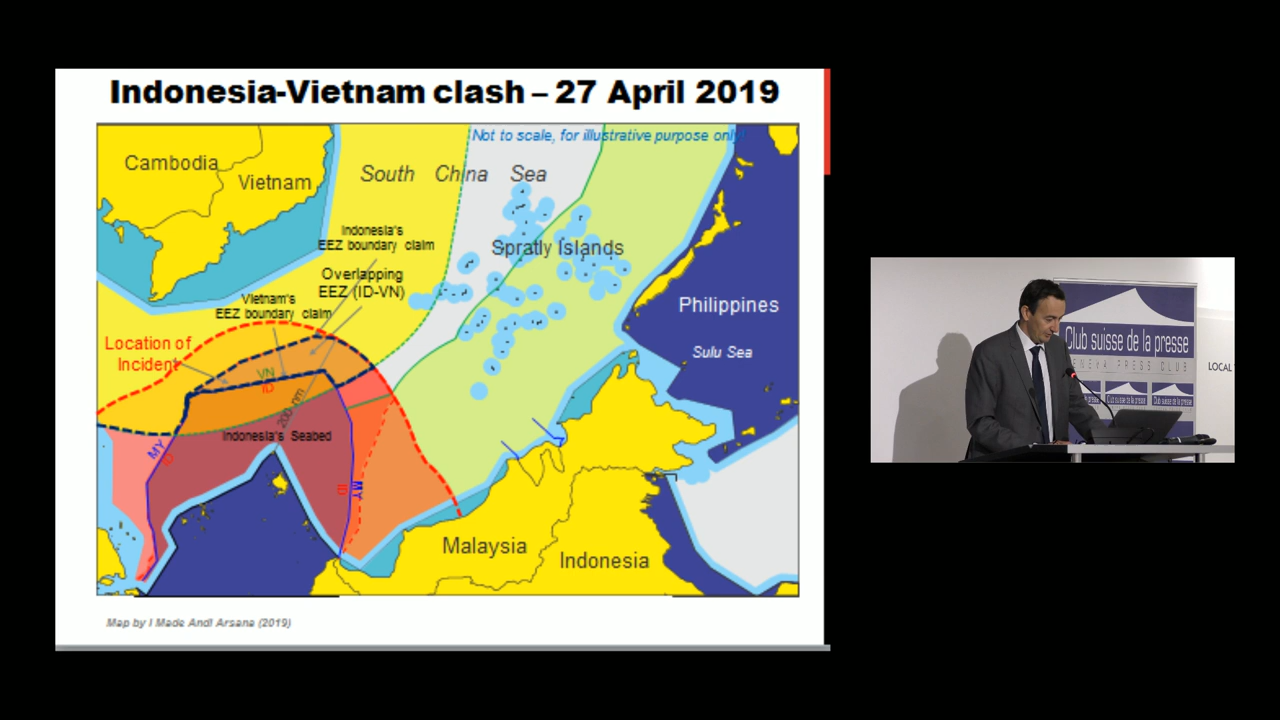 Indonesia-Vietnam clash – 27 April 2019
(Not to scale, for illustrative purpose only)
Cambodia
Vietnam
South China Sea
Indonesia's
EEZ boundary claim
Spratly Islands
Overlapping
EEZ (ID-VN)
Vietnam's
EEZ boundary claim
Philippines
Location of
Incident
Sulu Sea
VN
ID
200 nm
Indonesia's Seabed
MY
ID
ID
MY
Malaysia
Indonesia
Map by I Made Andi Arsana (2019)
Club suisse de la presse
GENEVA PRESS CLUB
LOCAL